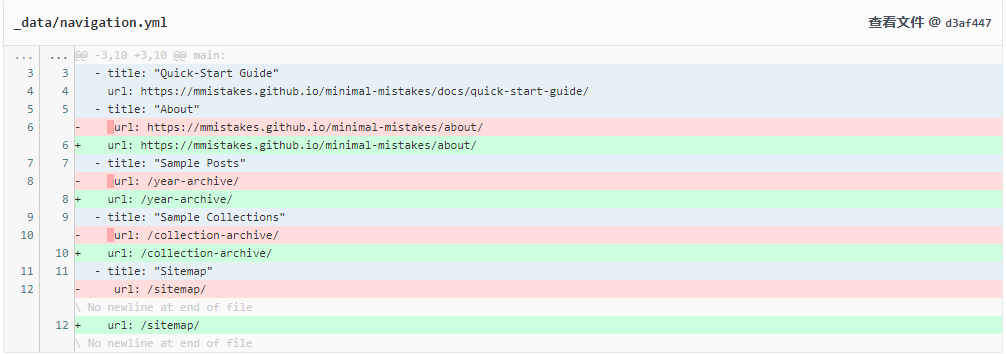 _data/navigation.yml 查看文件 @ d3af447
... ... @@ -3,10 +3,10 @@ main:
3 3 - title: "Quick-Start Guide"
4 4 url: https://mmistakes.github.io/minimal-mistakes/docs/quick-start-guide/
5 5 - title: "About"
6 - url: https://mmistakes.github.io/minimal-mistakes/about/
6 + url: https://mmistakes.github.io/minimal-mistakes/about/
7 7 - title: "Sample Posts"
8 - url: /year-archive/
8 + url: /year-archive/
9 9 - title: "Sample Collections"
10 - url: /collection-archive/
10 + url: /collection-archive/
11 11 - title: "Sitemap"
12 - url: /sitemap/
\ No newline at end of file
12 + url: /sitemap/
\ No newline at end of file